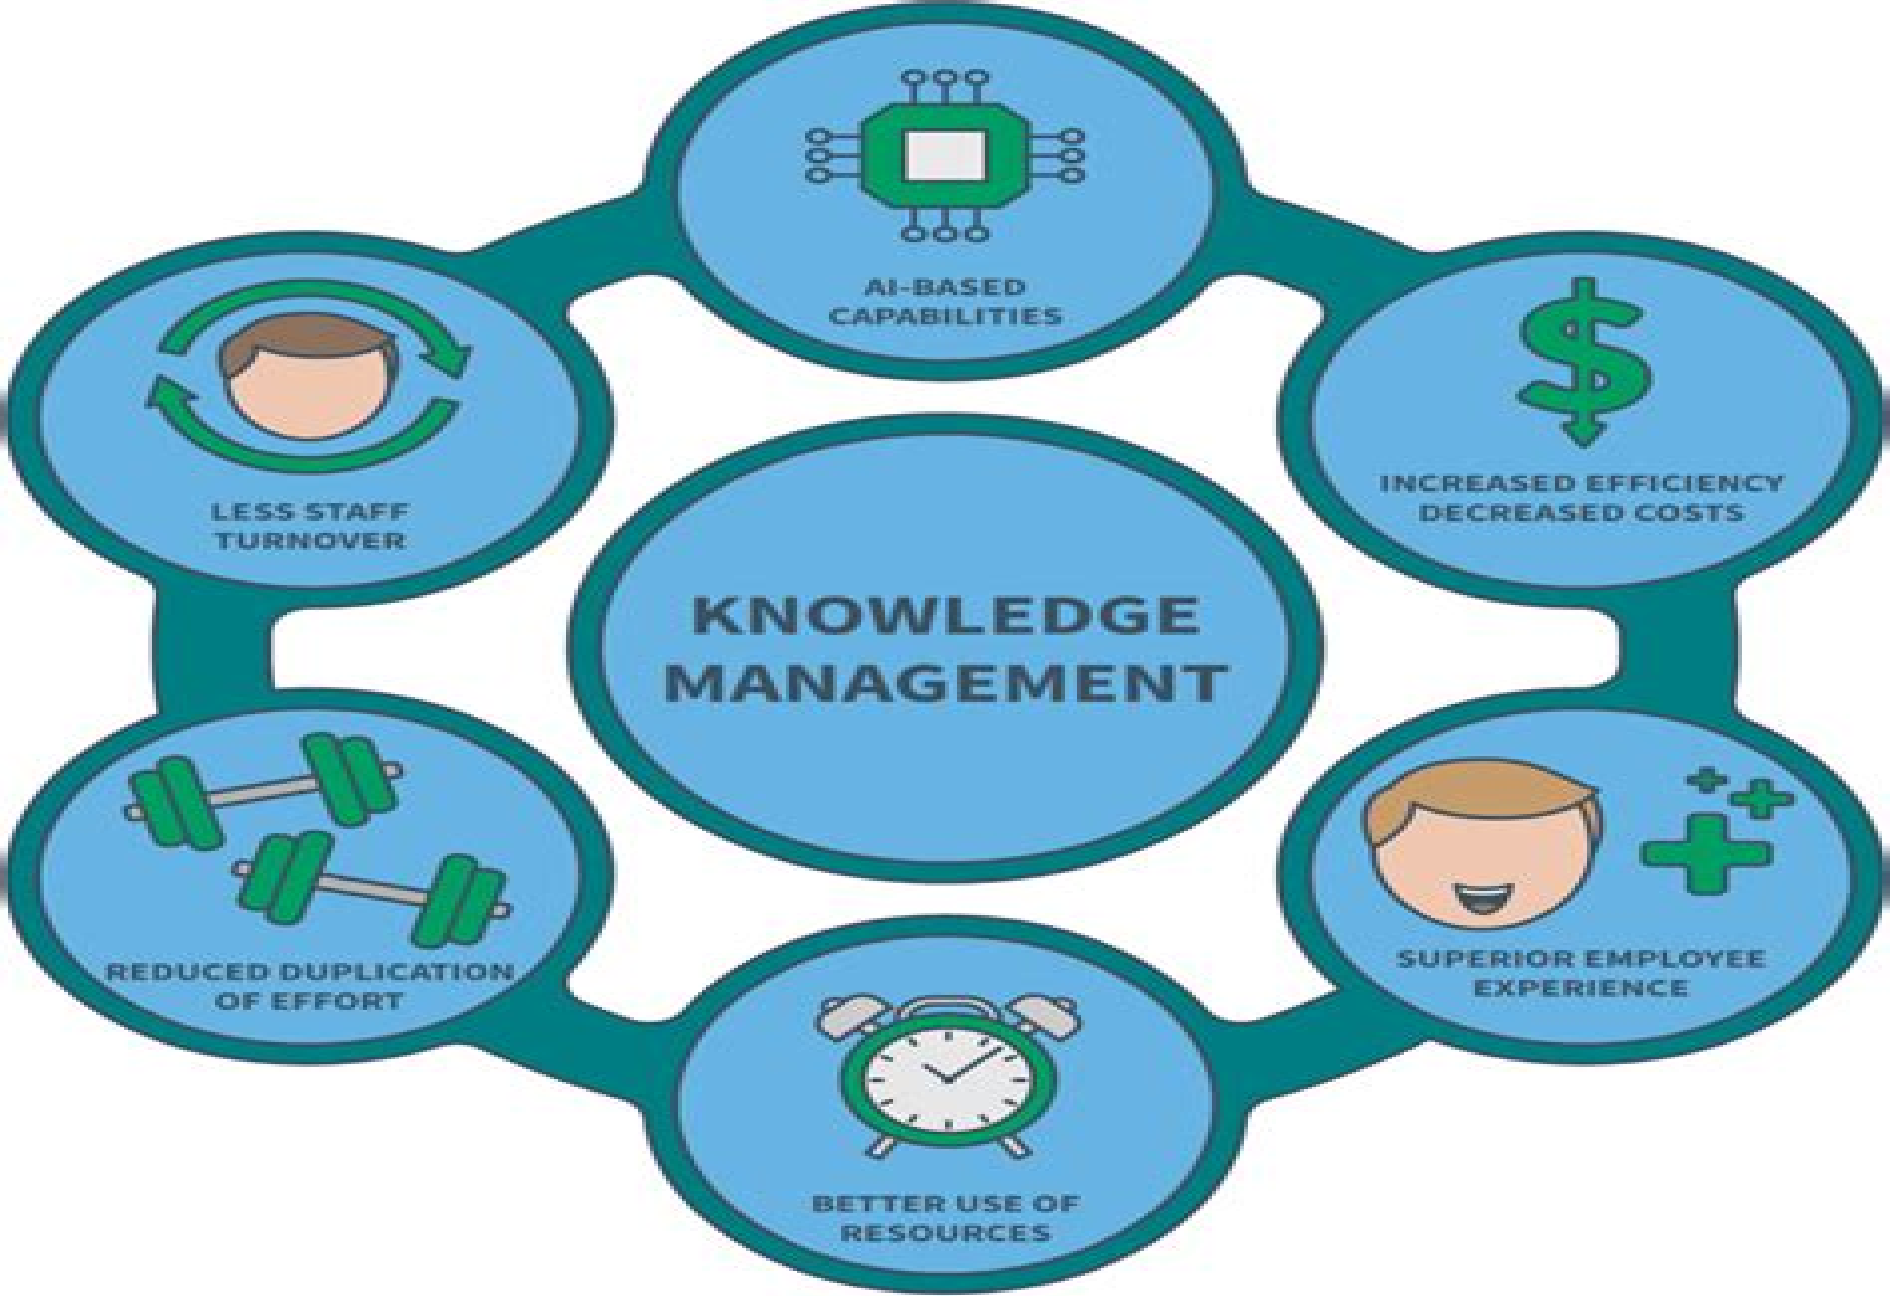 AI-BASED
CAPABILITIES
INCREASED EFFICIENCY
DECREASED COSTS
LESS STAFF
TURNOVER
KNOWLEDGE
MANAGEMENT
SUPERIOR EMPLOYEE
EXPERIENCE
REDUCED DUPLICATION
OF EFFORT
BETTER USE OF
RESOURCES